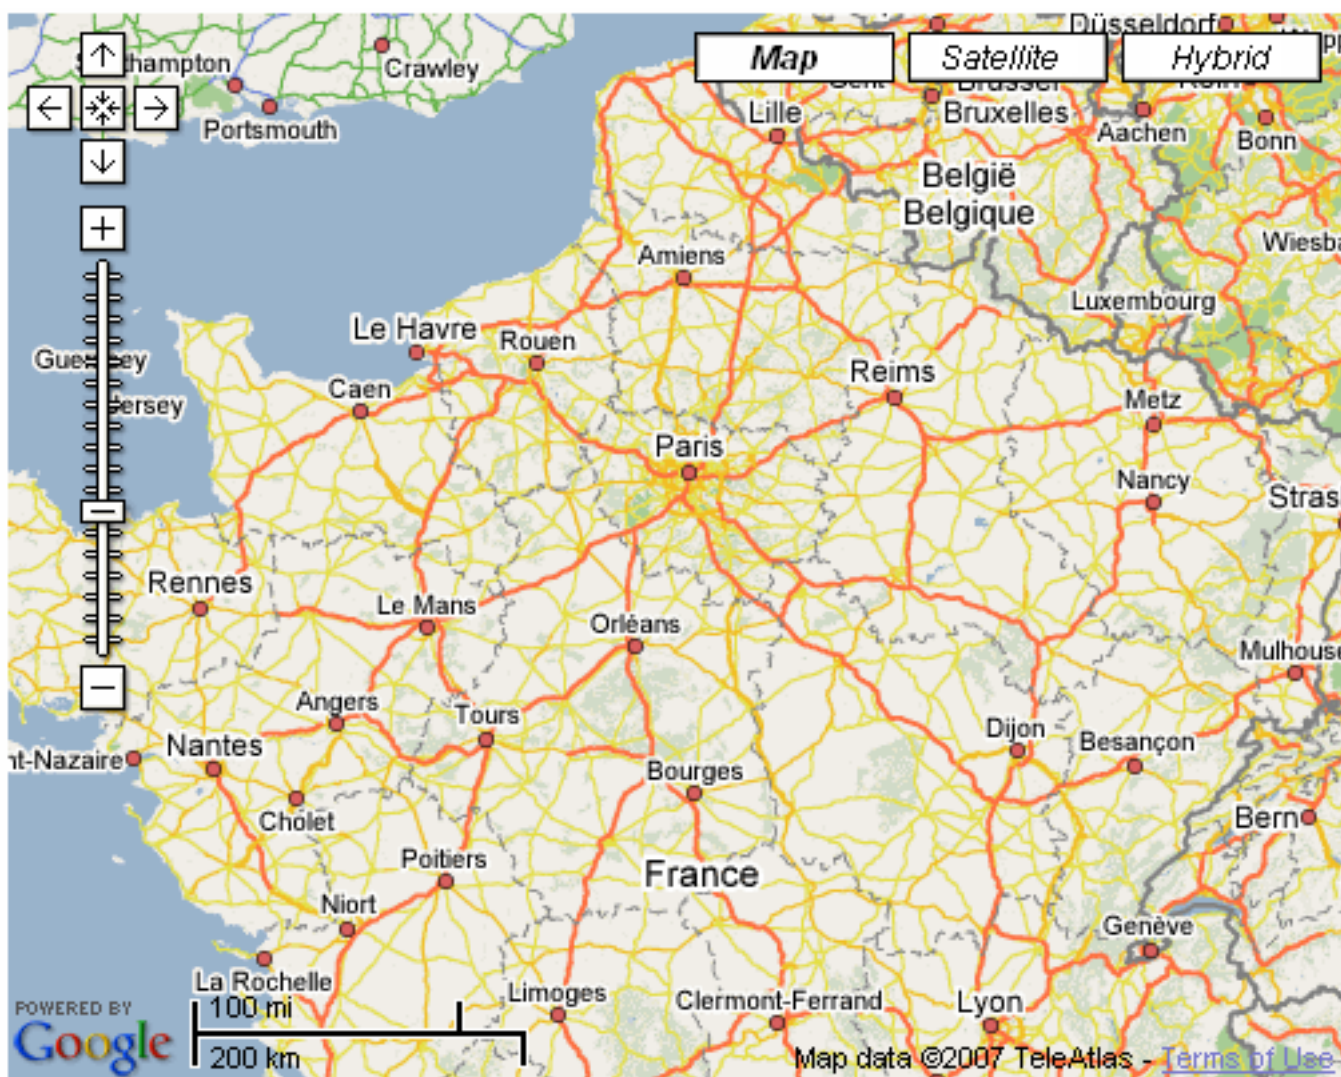 Düsseldorf
Map
Satellite
Hybrid
Crawley
Portsmouth
Lille
Bruxelles
Aachen
Bonn
België
Belgique
Amiens
Luxembourg
Le Havre
Rouen
Caen
Reims
Metz
Paris
Nancy
Rennes
Le Mans
Orléans
Angers
Tours
Nantes
Dijon
Besançon
Bourges
Cholet
Bern
Poitiers
France
Niort
Genève
La Rochelle
Limoges
Clermont-Ferrand
Lyon
POWERED BY
Google
100 mi
200 km
Map data ©2007 TeleAtlas - Terms of Use